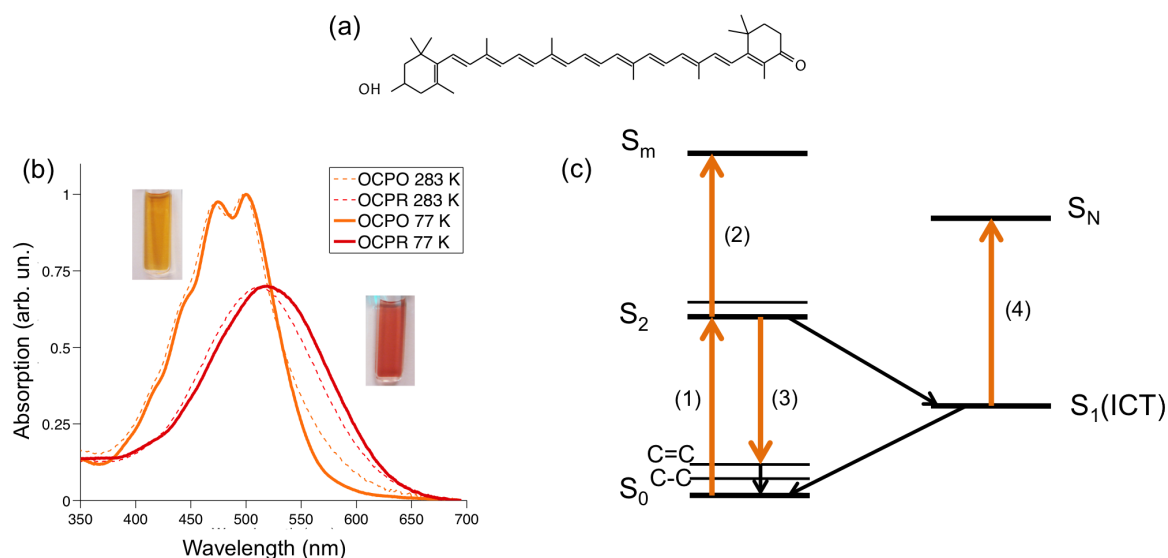 (a)
OH
O
(b)
OCPO 283 K
OCPR 283 K
OCPO 77 K
OCPR 77 K
1
0.75
0.5
0.25
0
Absorption (arb. un.)
350 400 450 500 550 600 650 700
Wavelength (nm)
(c)
Sm
SN
(2)
S2
(4)
(1)
(3)
S1(ICT)
C=C
C-C
S0